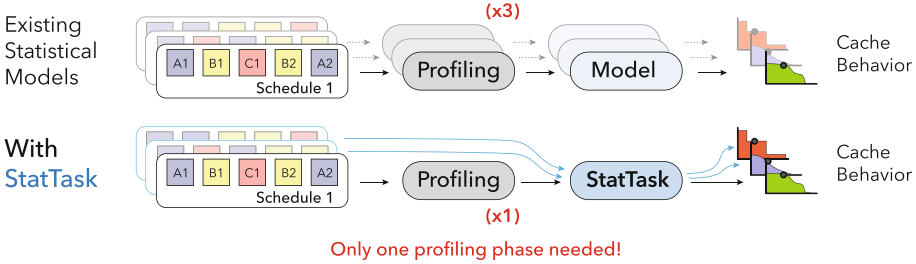 (x3)
Existing
Statistical
Models
A1 B1 C1 B2 A2
Schedule 1
Profiling
Model
Cache
Behavior
With
StatTask
A1 B1 C1 B2 A2
Schedule 1
Profiling
StatTask
Cache
Behavior
(x1)
Only one profiling phase needed!